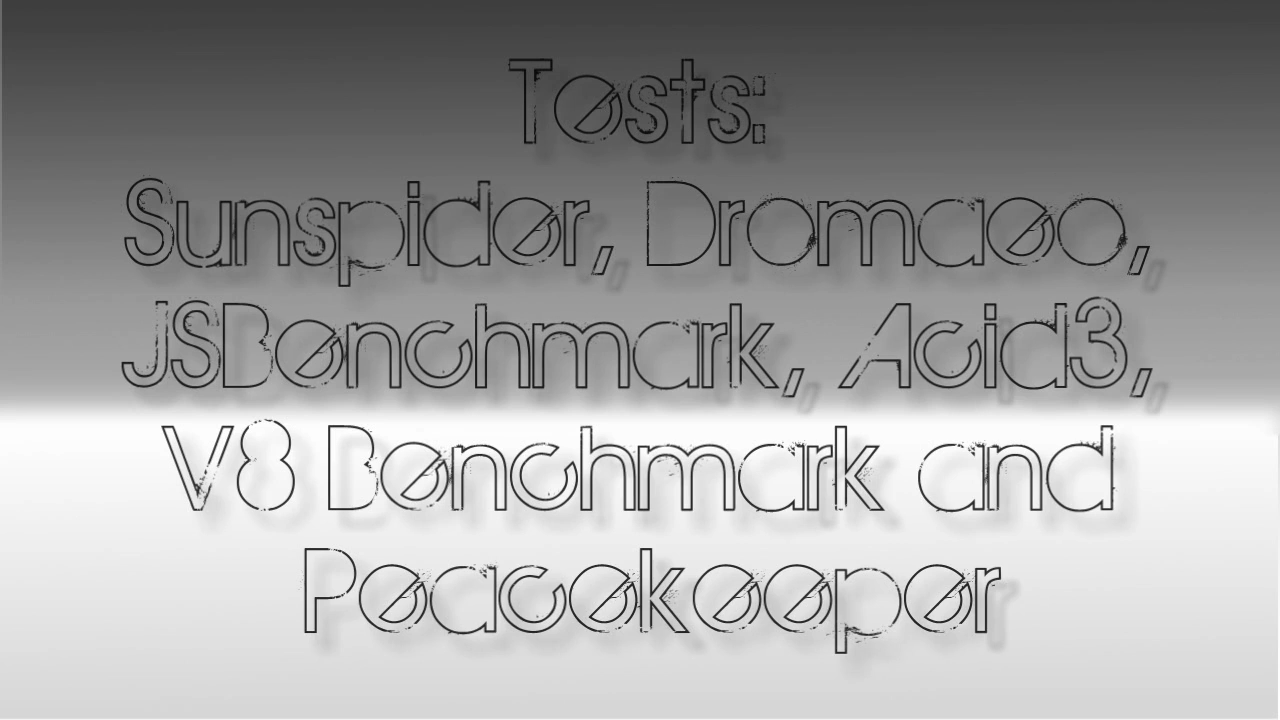 Tests:
Sunspider, Dromaeo,
JSBenchmark, Acid3,
V8 Benchmark and
Peacekeeper